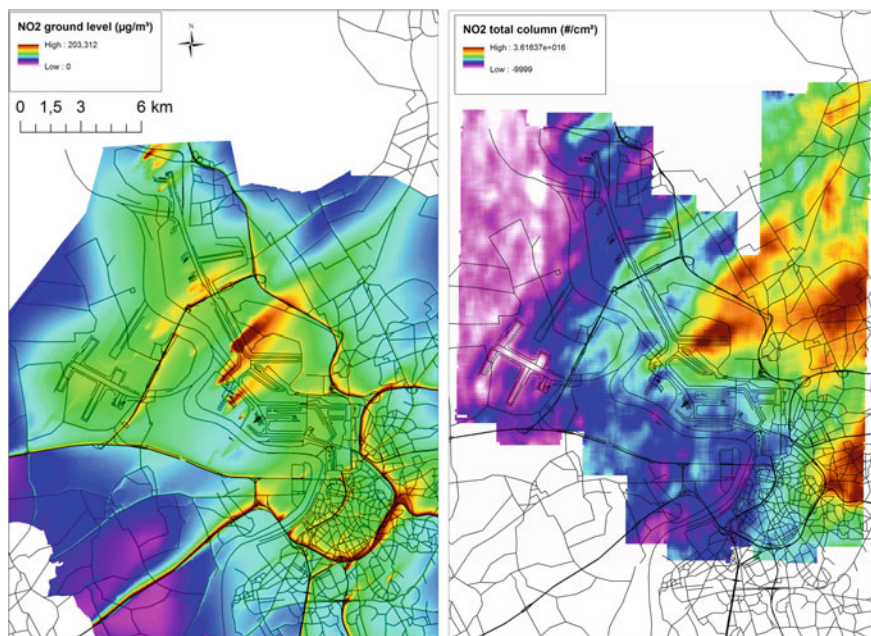 NO2 ground level (µg/m³)
High : 203,312
Low : 0
N
0 1,5 3 6 km
NO2 total column (#/cm²)
High : 3.61637e+016
Low : -9999